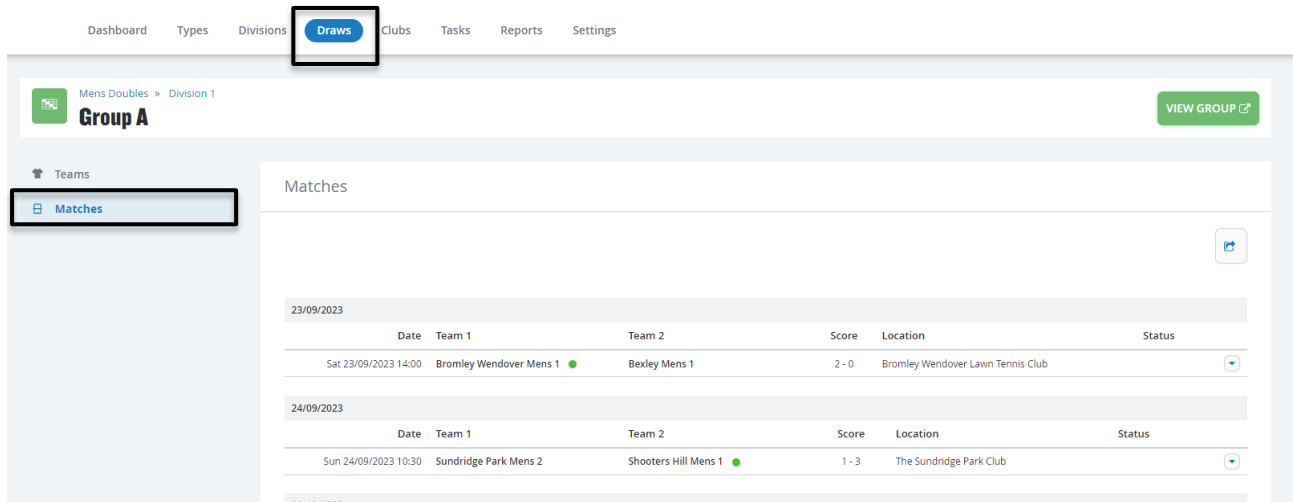 Dashboard Types Divisions Draws Clubs Tasks Reports Settings
Mens Doubles » Division 1
Group A
VIEW GROUP
Teams
Matches
Matches
23/09/2023
Date Team 1 Team 2 Score Location Status
Sat 23/09/2023 14:00 Bromley Wendover Mens 1 Bexley Mens 1 2 - 0 Bromley Wendover Lawn Tennis Club
24/09/2023
Date Team 1 Team 2 Score Location Status
Sun 24/09/2023 10:30 Sundridge Park Mens 2 Shooters Hill Mens 1 1 - 3 The Sundridge Park Club